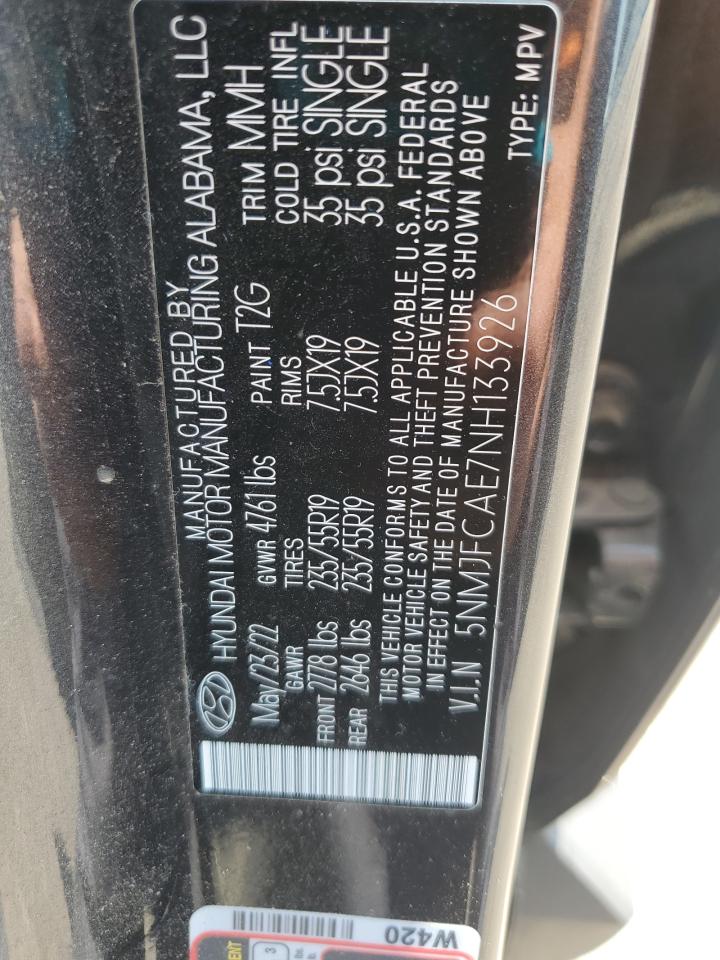 MANUFACTURED BY
HYUNDAI MOTOR MANUFACTURING ALABAMA, LLC
May/23/22 GVWR 4761 lbs PAINT T2G TRIM MMH
GAWR TIRES RIMS COLD TIRE INFL
FRONT 2778 lbs 235/55R19 7.5JX19 35 psi SINGLE
REAR 2646 lbs 235/55R19 7.5JX19 35 psi SINGLE
THIS VEHICLE CONFORMS TO ALL APPLICABLE U.S.A. FEDERAL
MOTOR VEHICLE SAFETY AND THEFT PREVENTION STANDARDS
IN EFFECT ON THE DATE OF MANUFACTURE SHOWN ABOVE
V.I.N 5NMJFCAE7NH133926 TYPE: MPV
W420
3